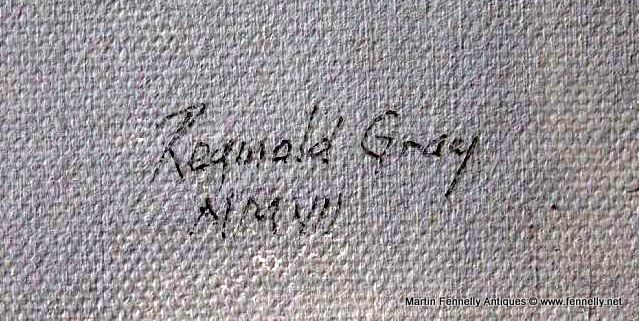 Reginald Gray
MMVII
Martin Fennelly Antiques © www.fennelly.net